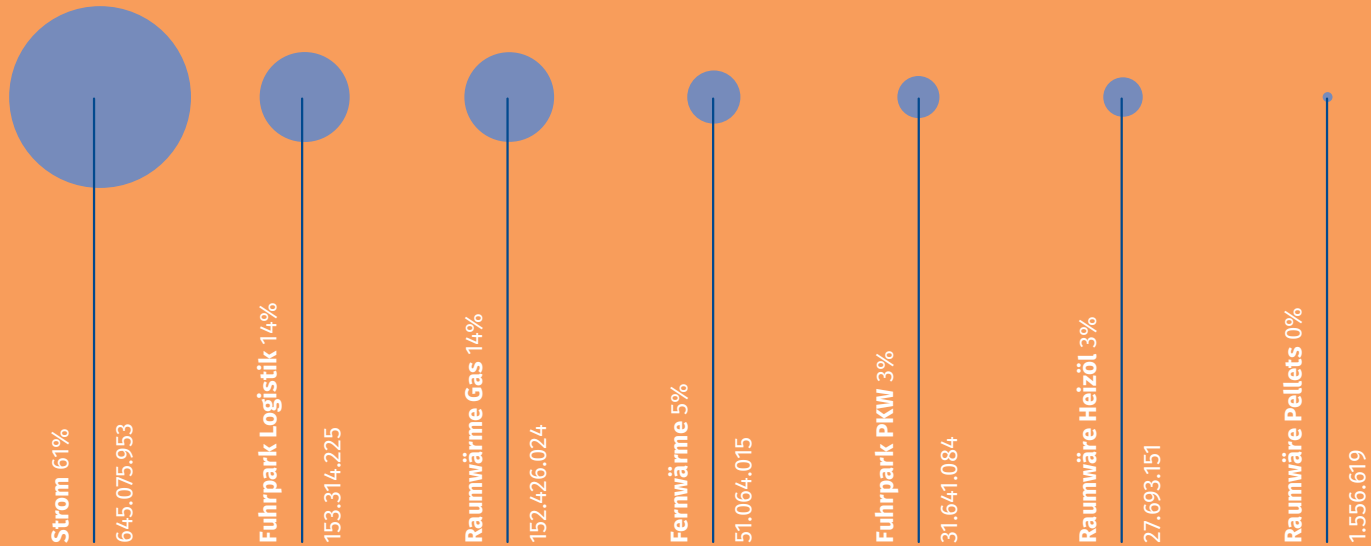 Strom 61%
645.075.953
Fuhrpark Logistik 14%
153.314.225
Raumwärme Gas 14%
152.426.024
Fernwärme 5%
51.064.015
Fuhrpark PKW 3%
31.641.084
Raumwäre Heizöl 3%
27.693.151
Raumwäre Pellets 0%
1.556.619